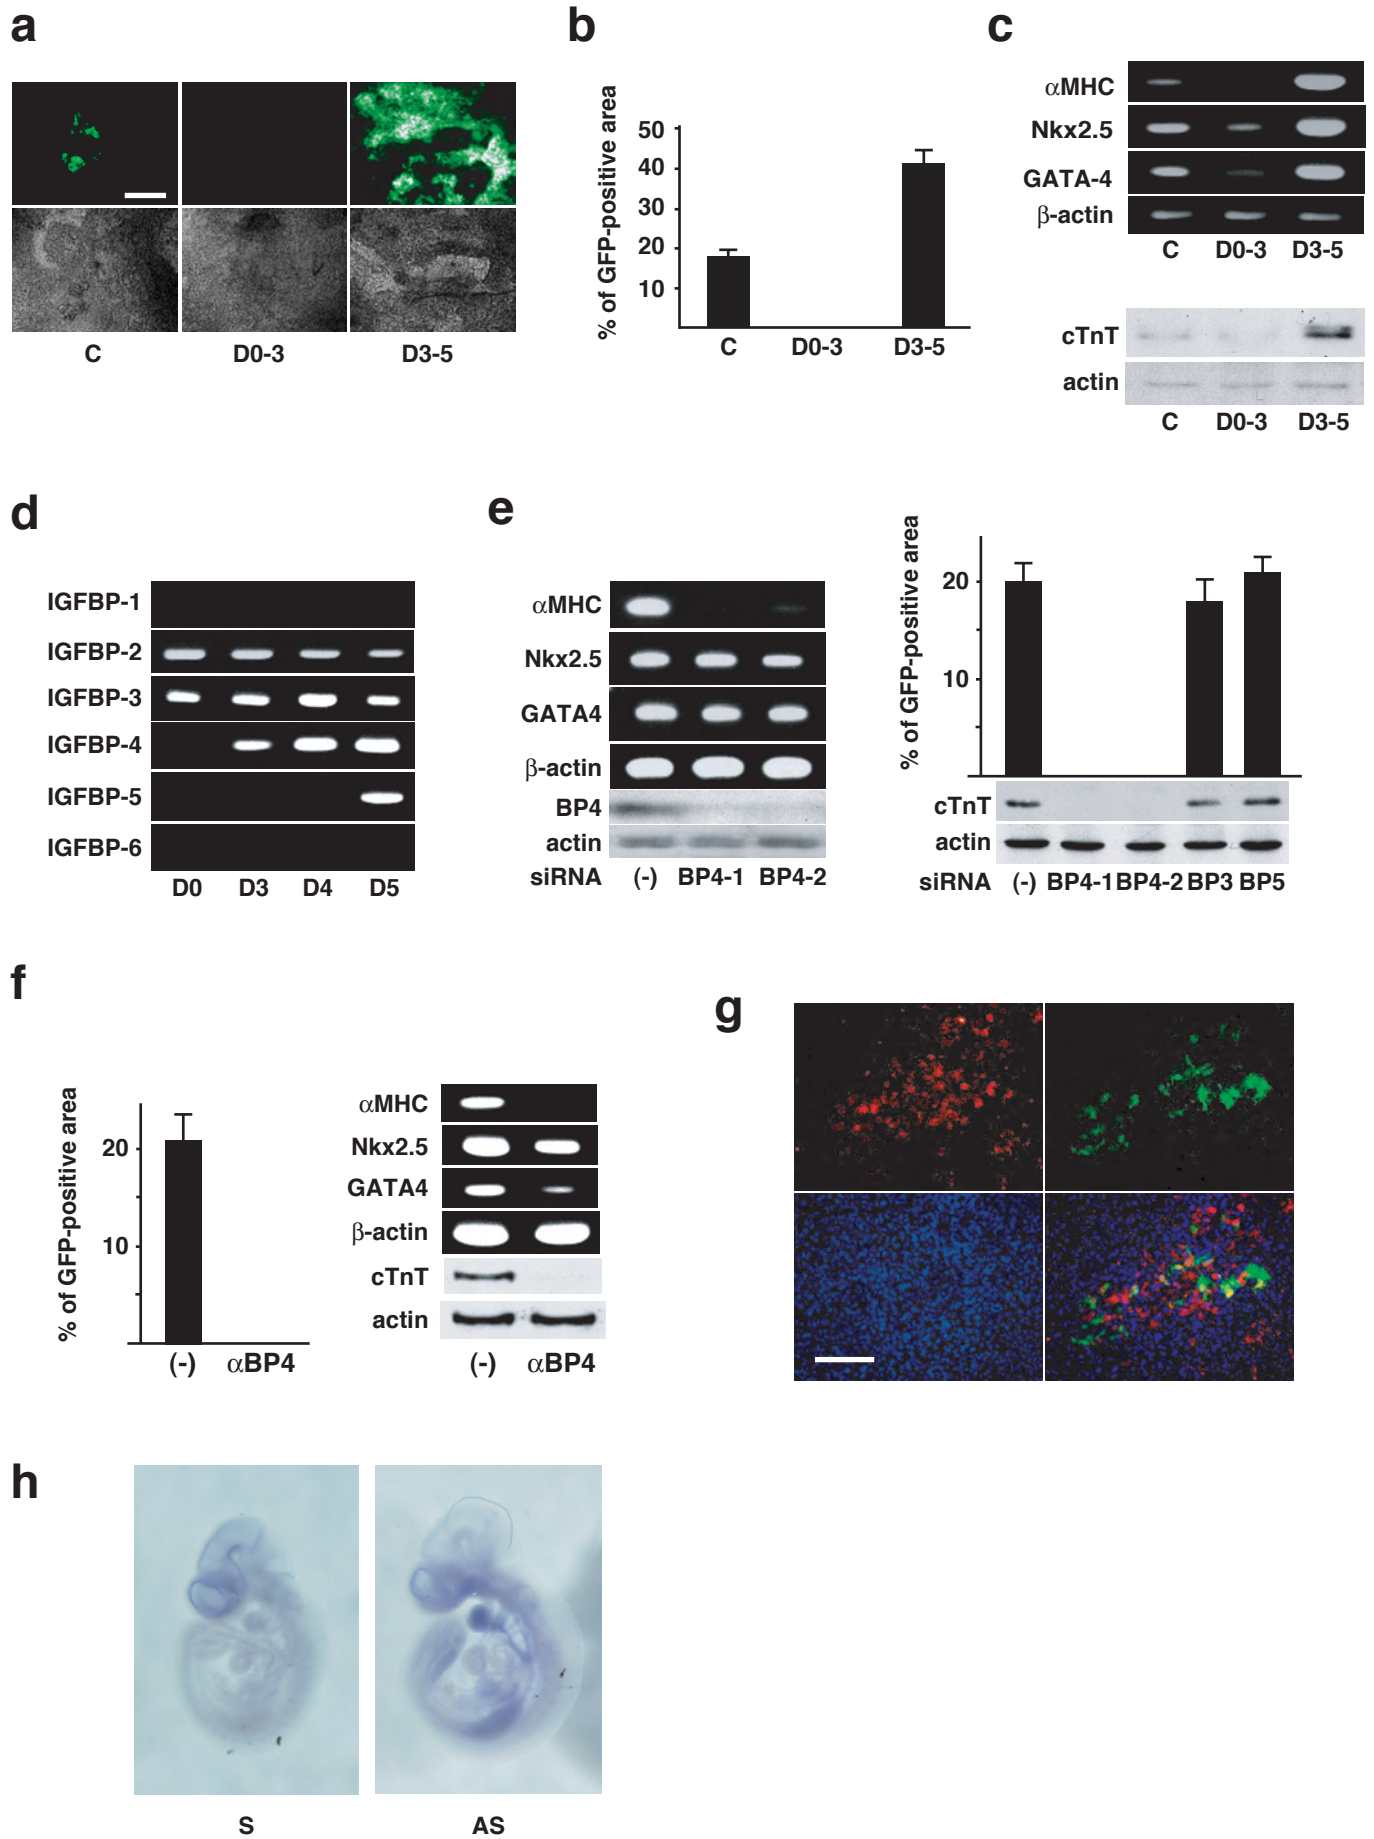 a
C D0-3 D3-5
b
% of GFP-positive area
50
40
30
20
10
C D0-3 D3-5
c
αMHC
Nkx2.5
GATA-4
β-actin
C D0-3 D3-5
cTnT
actin
C D0-3 D3-5
d
IGFBP-1
IGFBP-2
IGFBP-3
IGFBP-4
IGFBP-5
IGFBP-6
D0 D3 D4 D5
e
αMHC
Nkx2.5
GATA4
β-actin
BP4
actin
siRNA (-) BP4-1 BP4-2
% of GFP-positive area
20
10
cTnT
actin
siRNA (-) BP4-1 BP4-2 BP3 BP5
f
% of GFP-positive area
20
10
(-) αBP4
αMHC
Nkx2.5
GATA4
β-actin
cTnT
actin
(-) αBP4
g
h
S AS